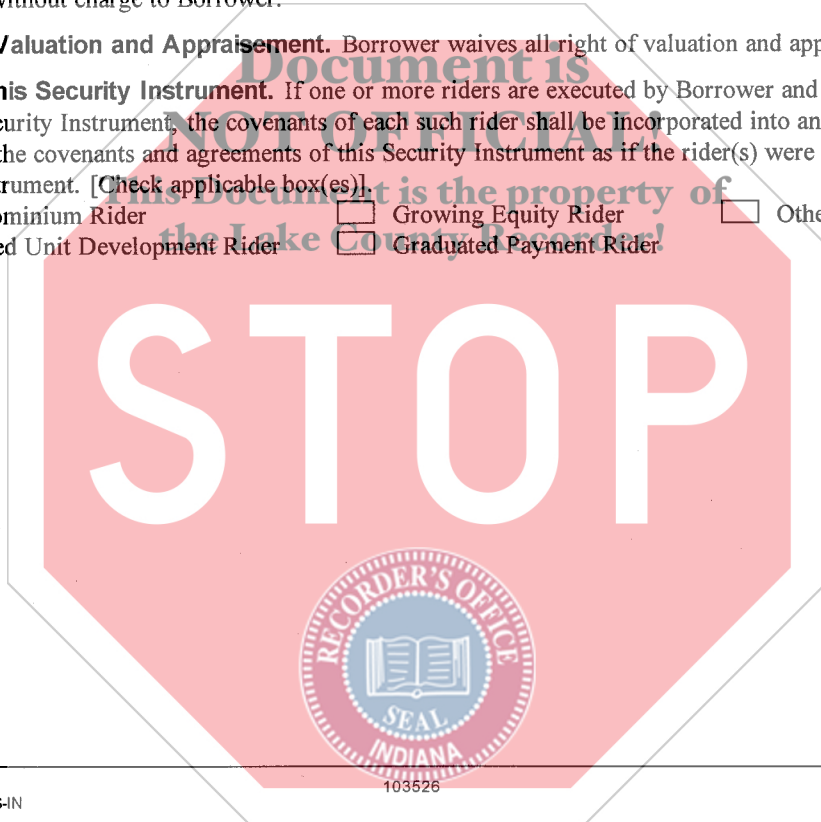 without charge to Borrower.
Valuation and Appraisement. Borrower waives all right of valuation and app
Document is
his Security Instrument. If one or more riders are executed by Borrower and
curity Instrument, the covenants of each such rider shall be incorporated into an
NOT OFFICIAL!
the covenants and agreements of this Security Instrument as if the rider(s) were
trument. [Check applicable box(es)].
This Document is the property of
ominium Rider Growing Equity Rider Othe
the Lake County Recorder!
ed Unit Development Rider Graduated Payment Rider
STOP
RECORDER'S OFFICE
SEAL
INDIANA
103526
S-IN